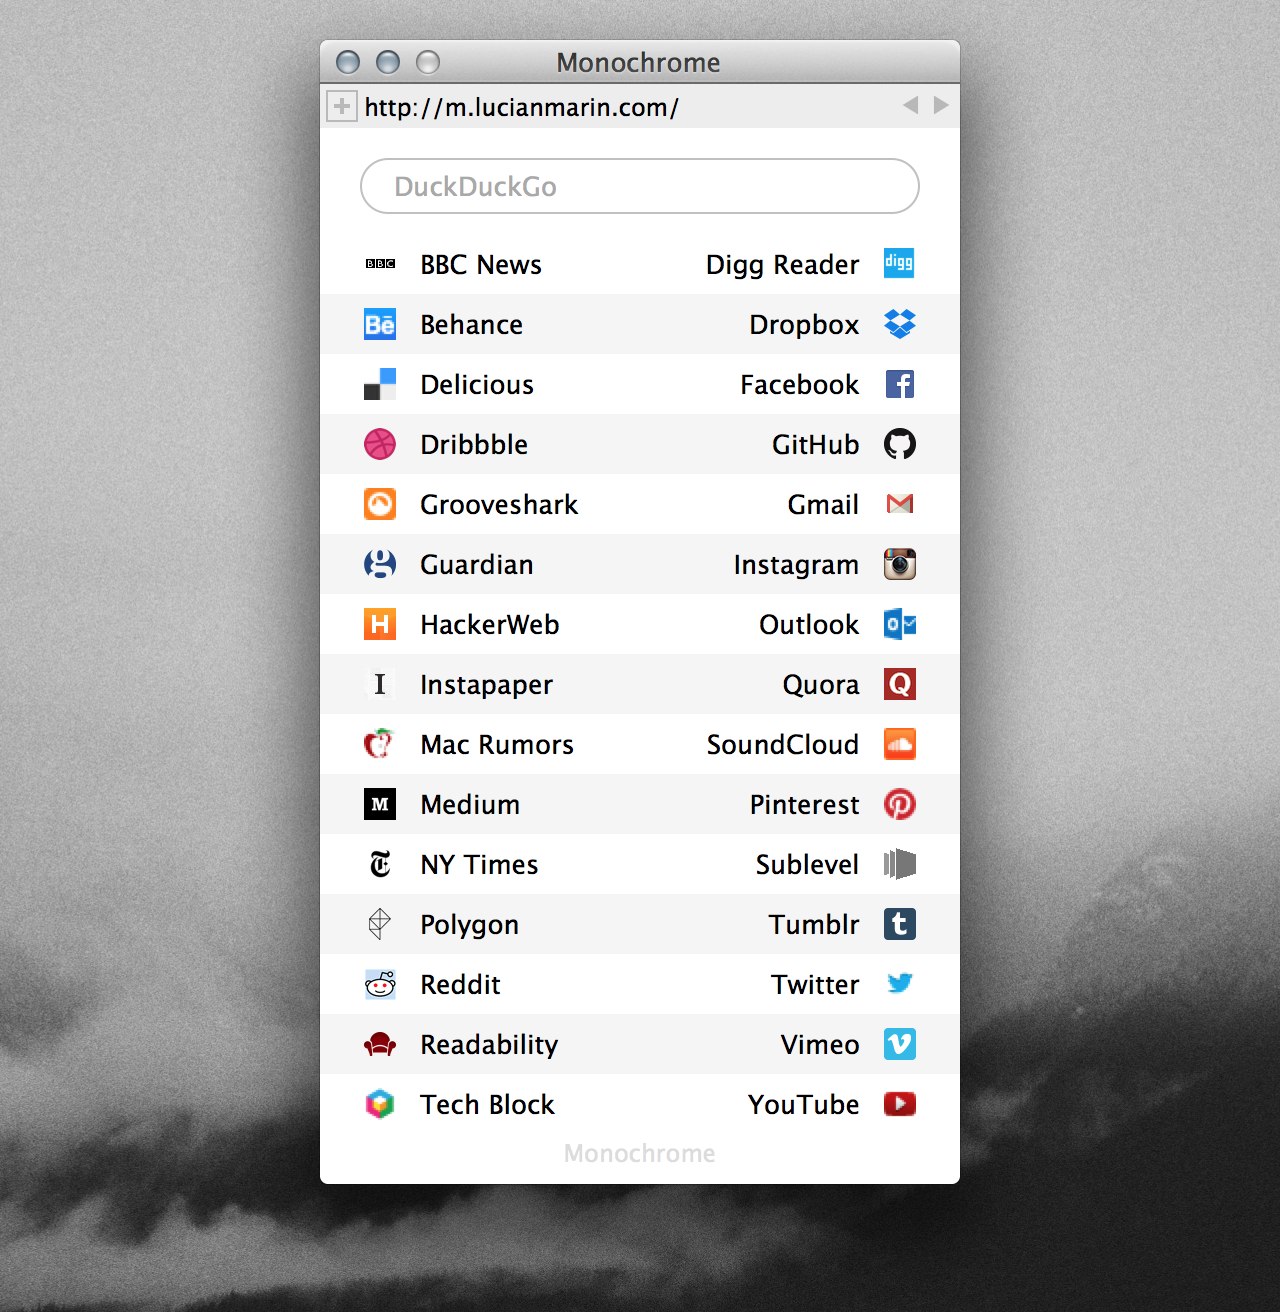 Monochrome
http://m.lucianmarin.com/
DuckDuckGo
BBC BBC News Digg Reader digg
Bē Behance Dropbox
Delicious Facebook f
Dribbble GitHub
Grooveshark Gmail M
g Guardian Instagram
H HackerWeb Outlook O
I Instapaper Quora Q
Mac Rumors SoundCloud
M Medium Pinterest P
T NY Times Sublevel
Polygon Tumblr t
Reddit Twitter
Readability Vimeo v
Tech Block YouTube
Monochrome